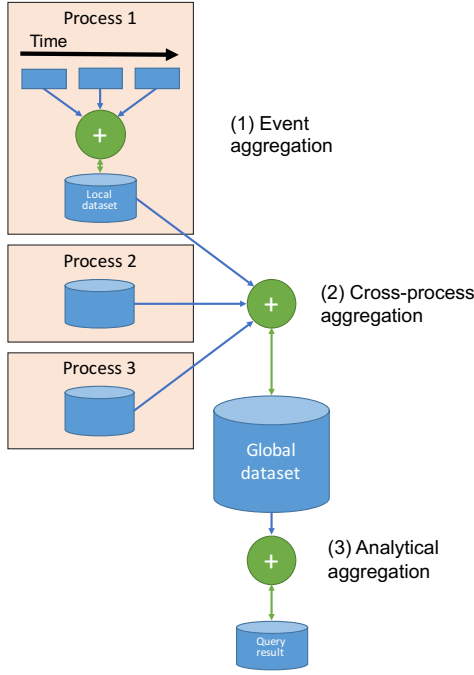 Process 1
Time
+
(1) Event
aggregation
Local
dataset
Process 2
+
(2) Cross-process
aggregation
Process 3
Global
dataset
+
(3) Analytical
aggregation
Query
result